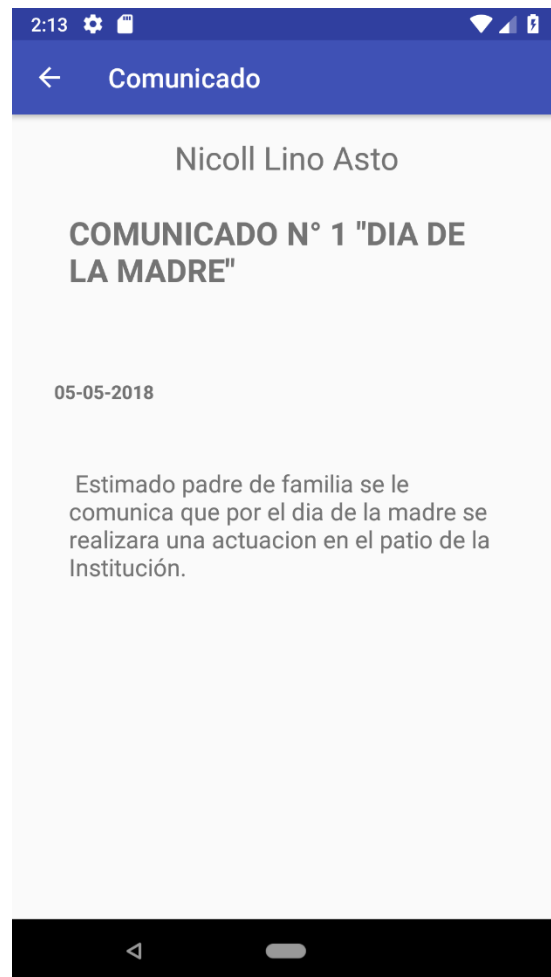 2:13
Comunicado
Nicoll Lino Asto
COMUNICADO N° 1 "DIA DE
LA MADRE"
05-05-2018
Estimado padre de familia se le
comunica que por el dia de la madre se
realizara una actuacion en el patio de la
Institución.